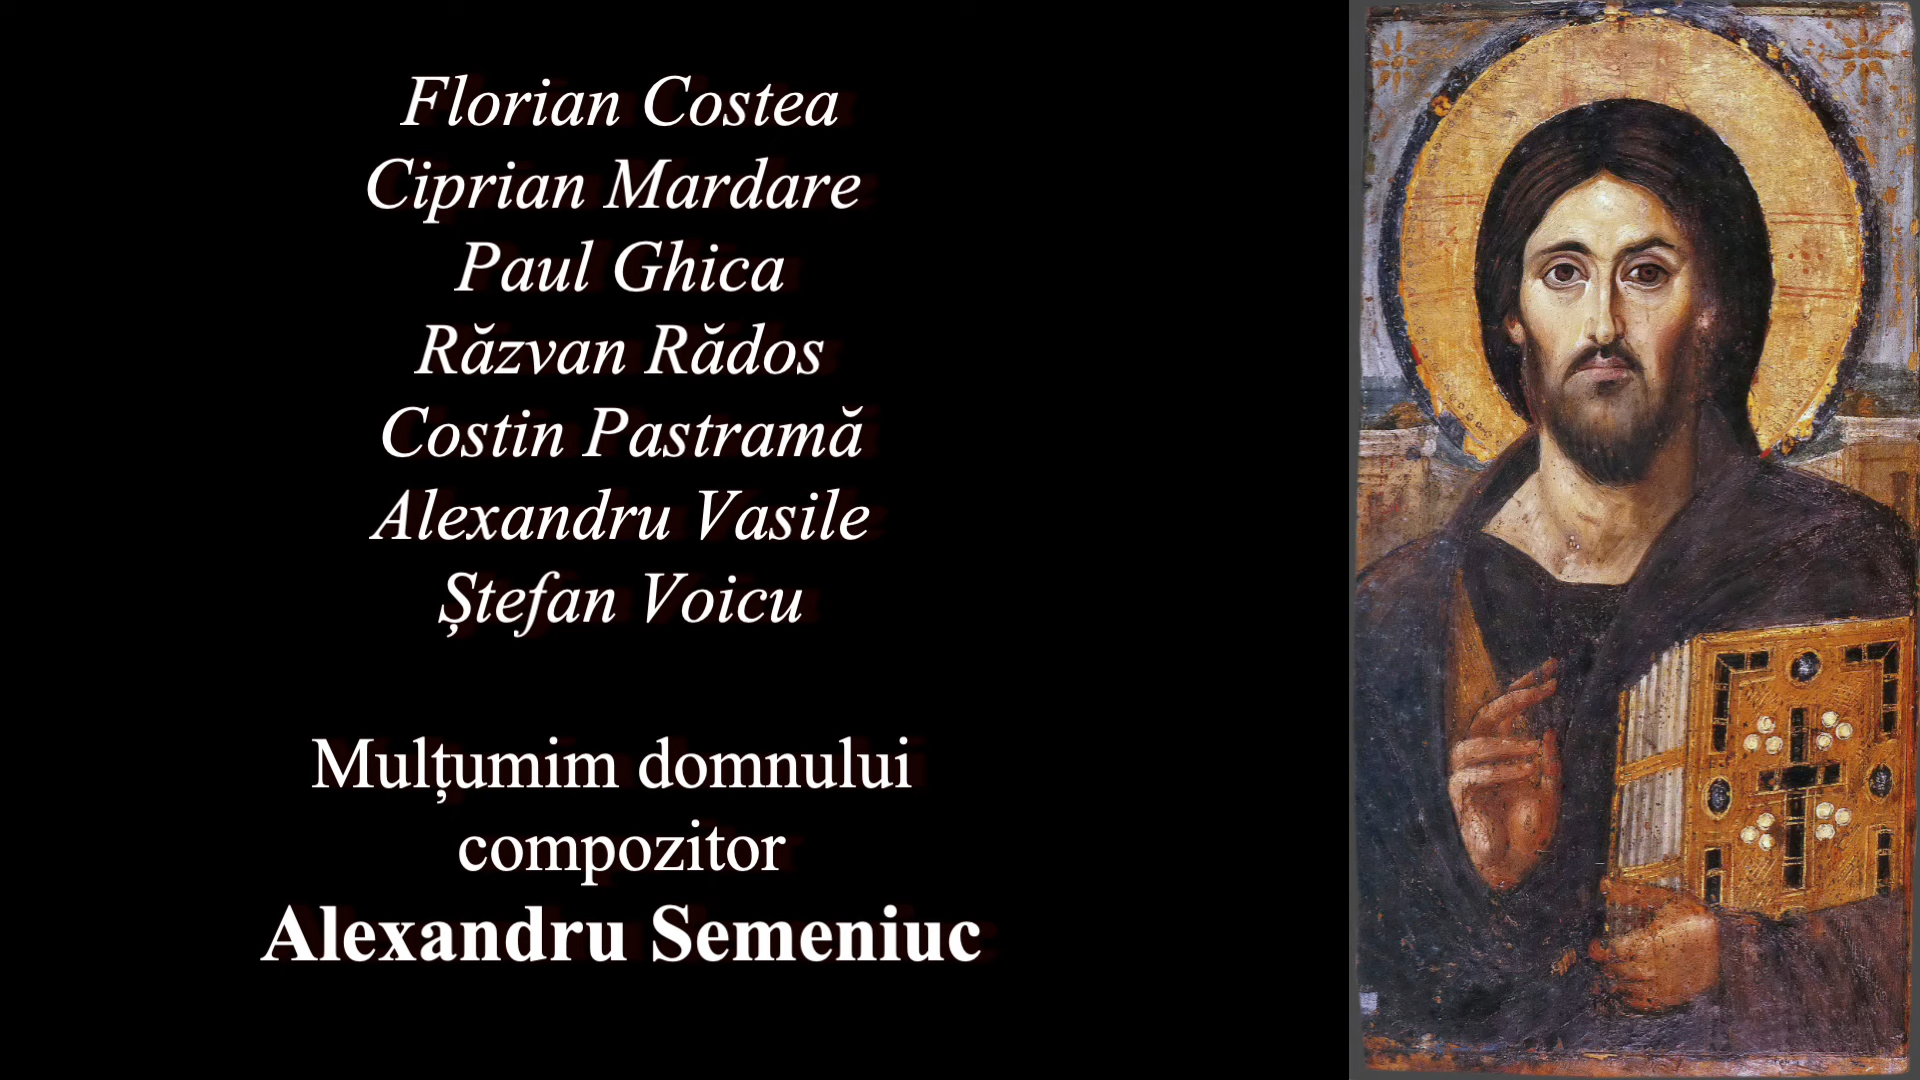 Florian Costea
Ciprian Mardare
Paul Ghica
Răzvan Rădos
Costin Pastramă
Alexandru Vasile
Ștefan Voicu
Mulțumim domnului
compozitor
Alexandru Semeniuc